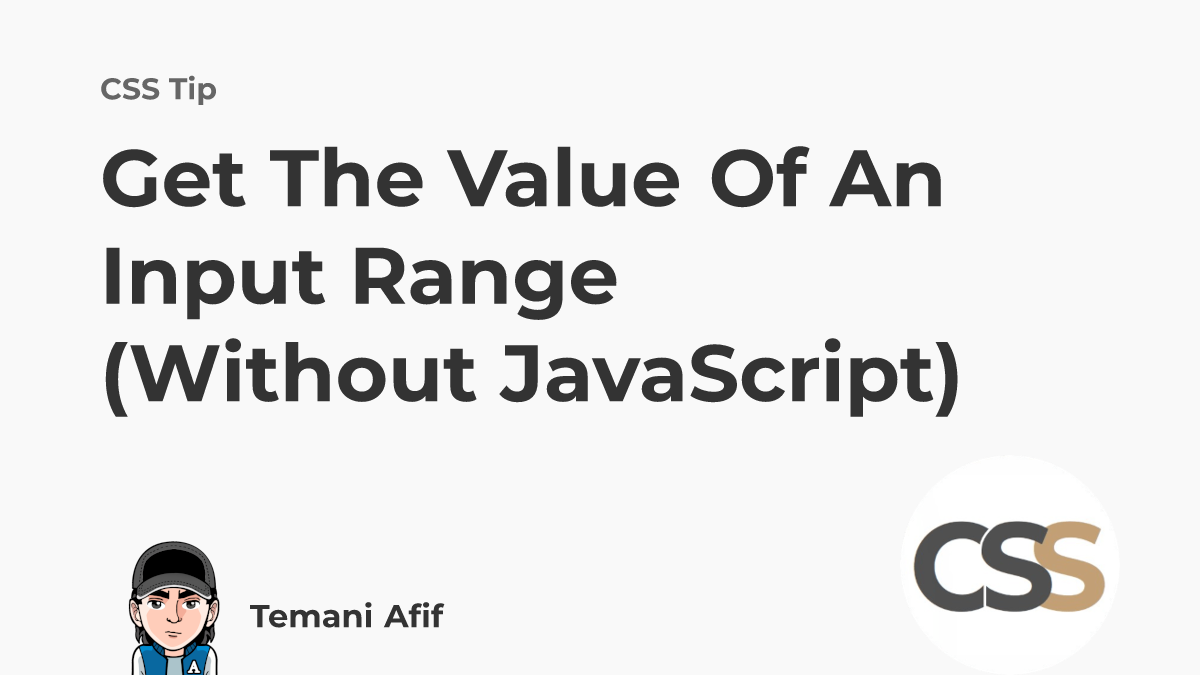 CSS Tip
Get The Value Of An
Input Range
(Without JavaScript)
Temani Afif
A
CSS